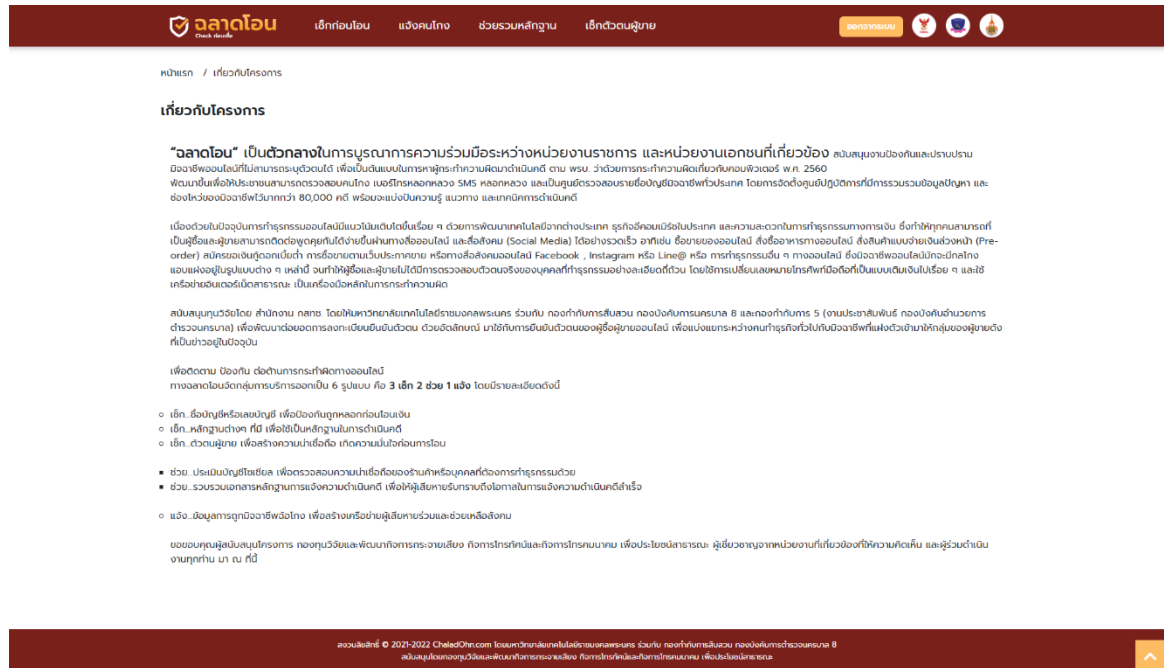 ฉลาดโอน
Check ก่อนเชื่อ
เช็กก่อนโอน แจ้งคนโกง ช่วยรวมหลักฐาน เช็กตัวตนผู้ขาย
ออกจากระบบ
หน้าแรก / เกี่ยวกับโครงการ
เกี่ยวกับโครงการ
“ฉลาดโอน” เป็นตัวกลางในการบูรณาการความร่วมมือระหว่างหน่วยงานราชการ และหน่วยงานเอกชนที่เกี่ยวข้อง สนับสนุนงานป้องกันและปราบปราม
มิจฉาชีพออนไลน์ที่ไม่สามารถระบุตัวตนได้ เพื่อเป็นต้นแบบในการหาผู้กระทำความผิดมาดำเนินคดี ตาม พรบ. ว่าด้วยการกระทำความผิดเกี่ยวกับคอมพิวเตอร์ พ.ศ. 2560
พัฒนาขึ้นเพื่อให้ประชาชนสามารถตรวจสอบคนโกง เบอร์โทรหลอกหลวง SMS หลอกหลวง และเป็นศูนย์ตรวจสอบรายชื่อบัญชีมิจฉาชีพทั่วประเทศ โดยการจัดตั้งศูนย์ปฏิบัติการที่มีการรวบรวมข้อมูลปัญหา และ
ช่องโหว่ของมิจฉาชีพไว้มากกว่า 80,000 คดี พร้อมจะแบ่งปันความรู้ แนวทาง และเทคนิคการดำเนินคดี
เนื่องด้วยในปัจจุบันการทำธุรกรรมออนไลน์มีแนวโน้มเติบโตขึ้นเรื่อย ๆ ด้วยการพัฒนาเทคโนโลยีจากต่างประเทศ ธุรกิจอีคอมเมิร์ซในประเทศ และความสะดวกในการทำธุรกรรมทางการเงิน ซึ่งทำให้ทุกคนสามารถที่
เป็นผู้ซื้อและผู้ขายสามารถติดต่อพูดคุยกันได้ง่ายขึ้นผ่านทางสื่อออนไลน์ และสื่อสังคม (Social Media) ได้อย่างรวดเร็ว อาทิเช่น ซื้อขายของออนไลน์ สั่งซื้ออาหารทางออนไลน์ สั่งสินค้าแบบจ่ายเงินล่วงหน้า (Pre-
order) สมัครขอเงินกู้ดอกเบี้ยต่ำ การซื้อขายตามเว็บประกาศขาย หรือทางสื่อสังคมออนไลน์ Facebook , Instagram หรือ Line@ หรือ การทำธุรกรรมอื่น ๆ ทางออนไลน์ ซึ่งมิจฉาชีพออนไลน์มักจะมีกลโกง
แอบแฝงอยู่ในรูปแบบต่าง ๆ เหล่านี้ จนทำให้ผู้ซื้อและผู้ขายไม่ได้มีการตรวจสอบตัวตนจริงของบุคคลที่ทำธุรกรรมอย่างละเอียดถี่ถ้วน โดยใช้การเปลี่ยนเลขหมายโทรศัพท์มือถือที่เป็นแบบเติมเงินไปเรื่อย ๆ และใช้
เครือข่ายอินเตอร์เน็ตสาธารณะ เป็นเครื่องมือหลักในการกระทำความผิด
สนับสนุนทุนวิจัยโดย สำนักงาน กสทช. โดยให้มหาวิทยาลัยเทคโนโลยีราชมงคลพระนคร ร่วมกับ กองกำกับการสืบสวน กองบังคับการนครบาล 8 และกองกำกับการ 5 (งานประชาสัมพันธ์ กองบังคับอำนวยการ
ตำรวจนครบาล) เพื่อพัฒนาต่อยอดการลงทะเบียนยืนยันตัวตน ด้วยอัตลักษณ์ มาใช้กับการยืนยันตัวตนของผู้ซื้อผู้ขายออนไลน์ เพื่อแบ่งแยกระหว่างคนทำธุรกิจทั่วไปกับมิจฉาชีพที่แฝงตัวเข้ามาให้กลุ่มของผู้ขายดัง
ที่เป็นข่าวอยู่ในปัจจุบัน
เพื่อติดตาม ป้องกัน ต่อต้านการกระทำผิดทางออนไลน์
ทางฉลาดโอนจัดกลุ่มการบริการออกเป็น 6 รูปแบบ คือ 3 เช็ก 2 ช่วย 1 แจ้ง โดยมีรายละเอียดดังนี้
เช็ก...ชื่อบัญชีหรือเลขบัญชี เพื่อป้องกันถูกหลอกก่อนโอนเงิน
เช็ก...หลักฐานต่างๆ ที่มี เพื่อใช้เป็นหลักฐานในการดำเนินคดี
เช็ก...ตัวตนผู้ขาย เพื่อสร้างความน่าเชื่อถือ เกิดความมั่นใจก่อนการโอน
ช่วย...ประเมินบัญชีโซเชียล เพื่อตรวจสอบความน่าเชื่อถือของร้านค้าหรือบุคคลที่ต้องการทำธุรกรรมด้วย
ช่วย...รวบรวมเอกสารหลักฐานการแจ้งความดำเนินคดี เพื่อให้ผู้เสียหายรับทราบถึงโอกาสในการแจ้งความดำเนินคดีสำเร็จ
แจ้ง...ข้อมูลการถูกมิจฉาชีพฉ้อโกง เพื่อสร้างเครือข่ายผู้เสียหายร่วมและช่วยเหลือสังคม
ขอขอบคุณผู้สนับสนุนโครงการ กองทุนวิจัยและพัฒนากิจการกระจายเสียง กิจการโทรทัศน์และกิจการโทรคมนาคม เพื่อประโยชน์สาธารณะ ผู้เชี่ยวชาญจากหน่วยงานที่เกี่ยวข้องที่ให้ความคิดเห็น และผู้ร่วมดำเนิน
งานทุกท่าน มา ณ ที่นี้
สงวนลิขสิทธิ์ © 2021-2022 ChaladOhn.com โดยมหาวิทยาลัยเทคโนโลยีราชมงคลพระนคร ร่วมกับ กองกำกับการสืบสวน กองบังคับการตำรวจนครบาล 8
สนับสนุนโดยกองทุนวิจัยและพัฒนากิจการกระจายเสียง กิจการโทรทัศน์และกิจการโทรคมนาคม เพื่อประโยชน์สาธารณะ